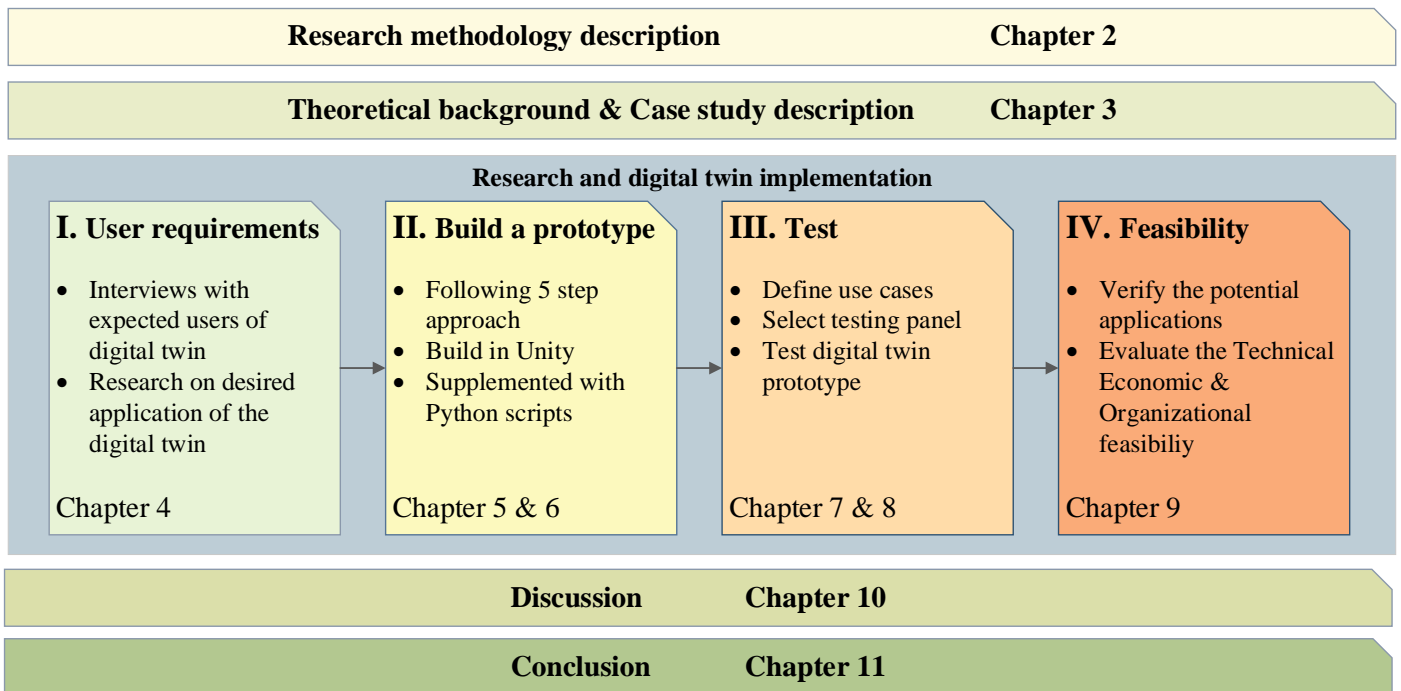 Research methodology description Chapter 2
Theoretical background & Case study description Chapter 3
Research and digital twin implementation
I. User requirements
• Interviews with
expected users of
digital twin
• Research on desired
application of the
digital twin
Chapter 4
II. Build a prototype
• Following 5 step
approach
• Build in Unity
• Supplemented with
Python scripts
Chapter 5 & 6
III. Test
• Define use cases
• Select testing panel
• Test digital twin
prototype
Chapter 7 & 8
IV. Feasibility
• Verify the potential
applications
• Evaluate the Technical
Economic &
Organizational
feasibiliy
Chapter 9
Discussion Chapter 10
Conclusion Chapter 11